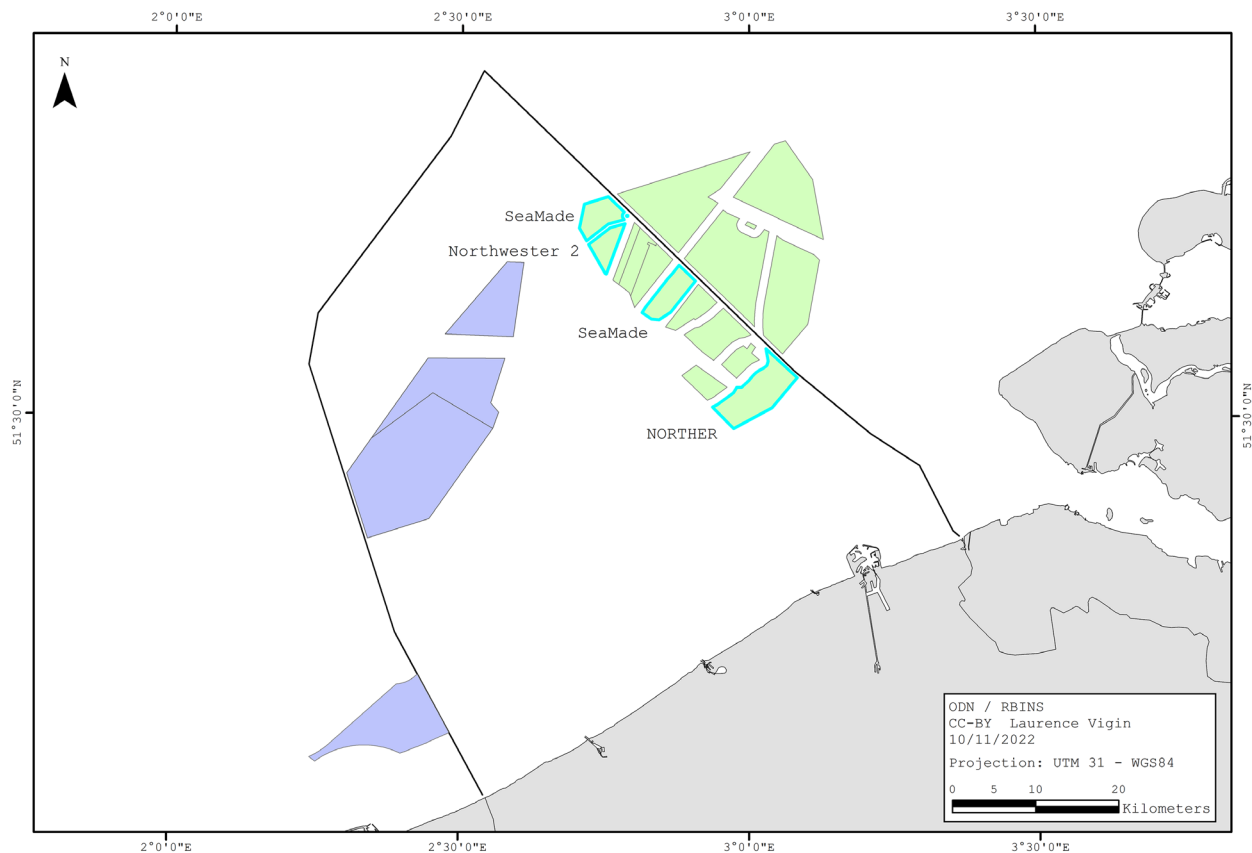 2°0'0"E
2°30'0"E
3°0'0"E
3°30'0"E
N
SeaMade
Northwester 2
SeaMade
51°30'0"N
51°30'0"N
NORTHER
ODN / RBINS
CC-BY Laurence Vigin
10/11/2022
Projection: UTM 31 - WGS84
0 5 10 20
Kilometers
2°0'0"E
2°30'0"E
3°0'0"E
3°30'0"E